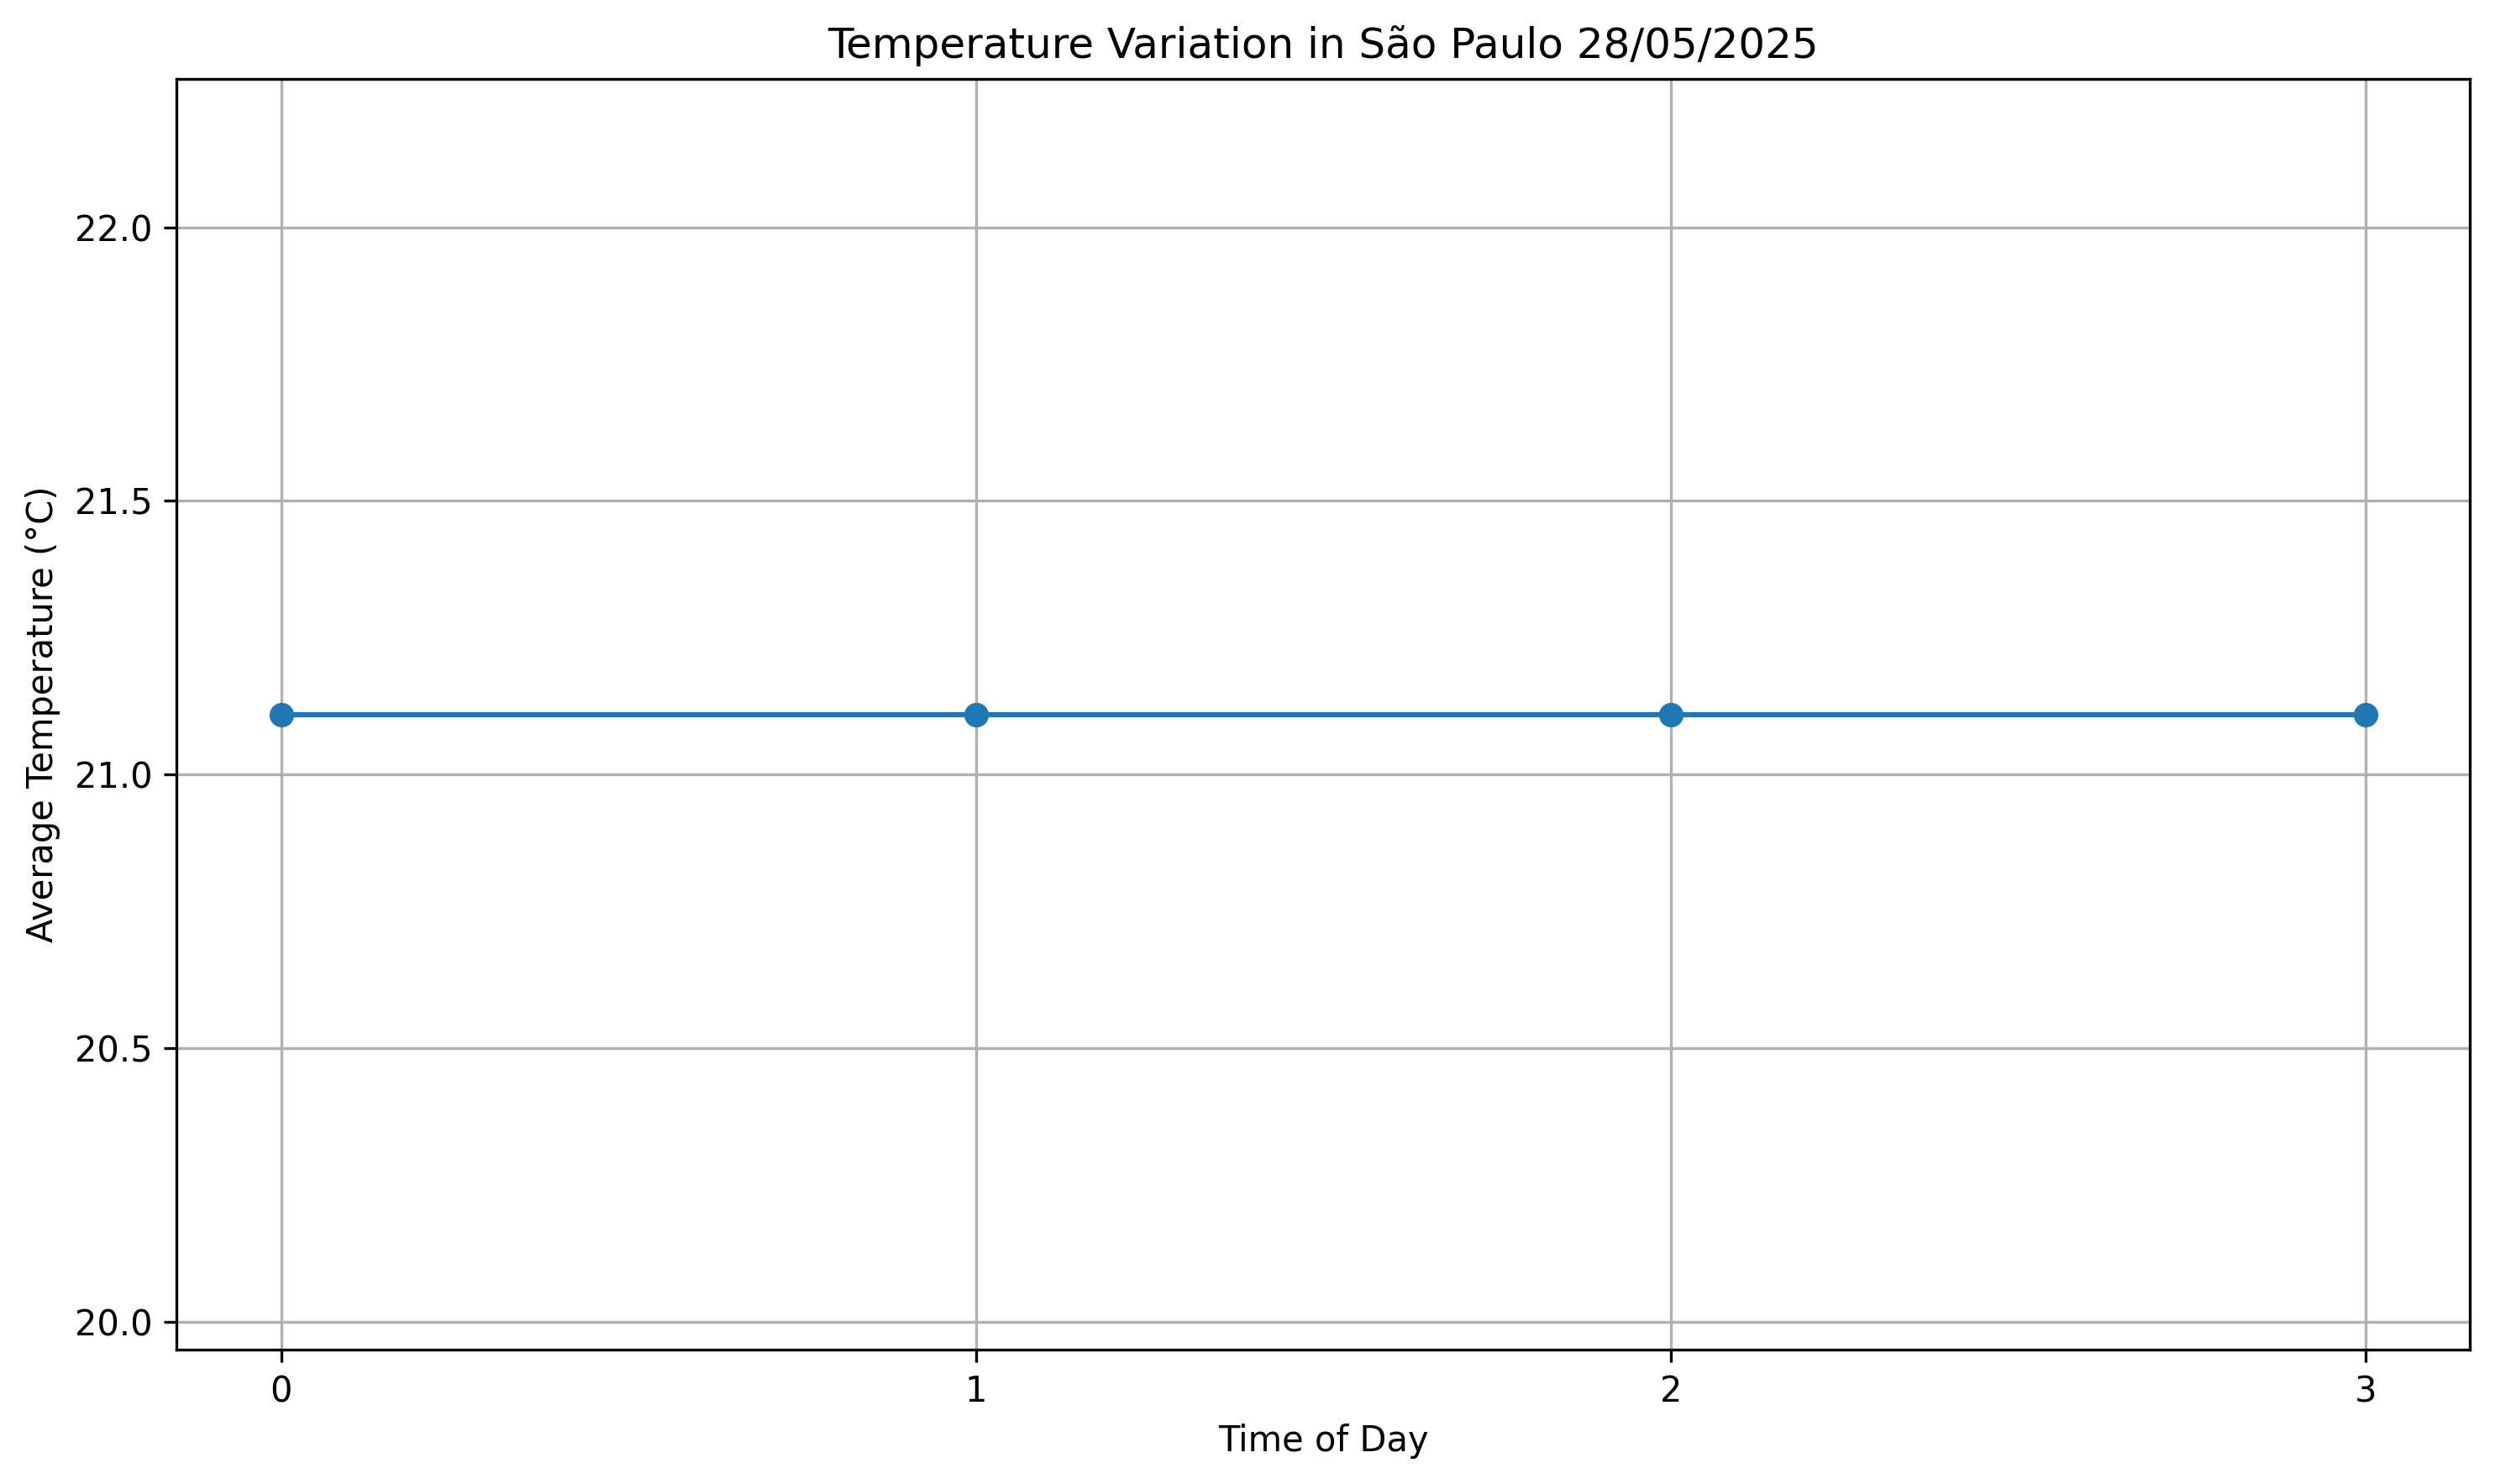 Temperature Variation in São Paulo 28/05/2025
Average Temperature (°C)
22.0
21.5
21.0
20.5
20.0
0 1 2 3
Time of Day